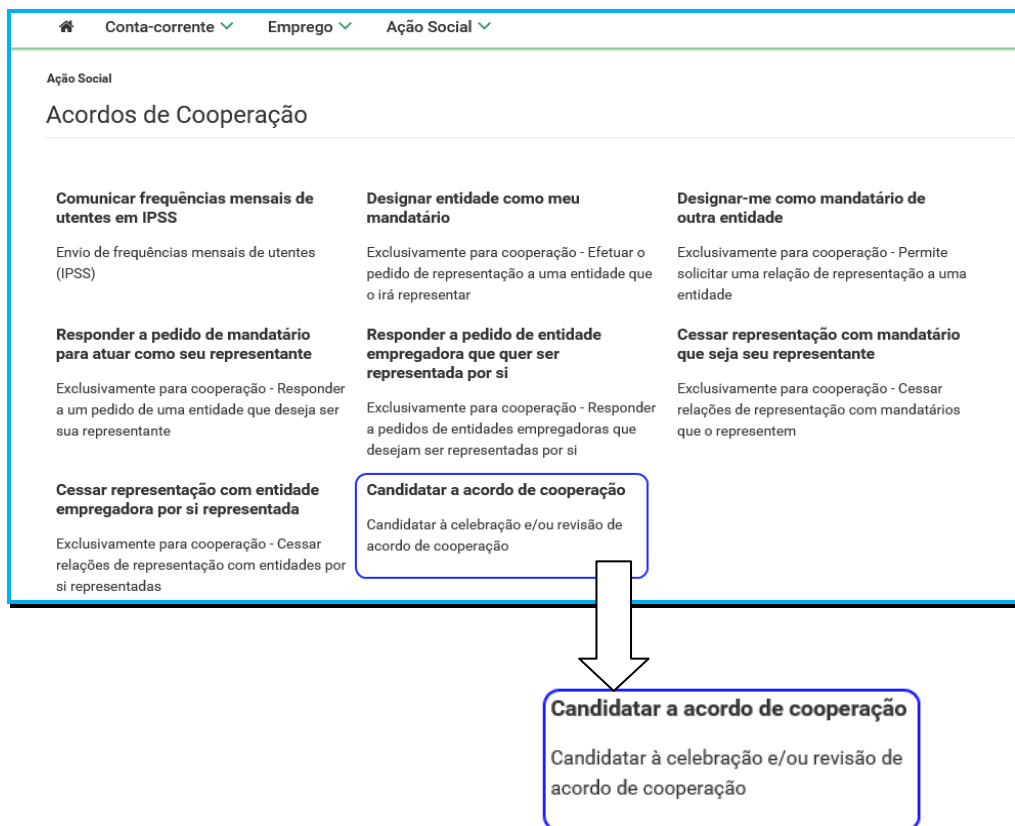 Conta-corrente Emprego Ação Social
Ação Social
Acordos de Cooperação
Comunicar frequências mensais de
utentes em IPSS
Envio de frequências mensais de utentes
(IPSS)
Designar entidade como meu
mandatário
Exclusivamente para cooperação - Efetuar o
pedido de representação a uma entidade que
o irá representar
Designar-me como mandatário de
outra entidade
Exclusivamente para cooperação - Permite
solicitar uma relação de representação a uma
entidade
Responder a pedido de mandatário
para atuar como seu representante
Exclusivamente para cooperação - Responder
a um pedido de uma entidade que deseja ser
sua representante
Responder a pedido de entidade
empregadora que quer ser
representada por si
Exclusivamente para cooperação - Responder
a pedidos de entidades empregadoras que
desejam ser representadas por si
Cessar representação com mandatário
que seja seu representante
Exclusivamente para cooperação - Cessar
relações de representação com mandatários
que o representem
Cessar representação com entidade
empregadora por si representada
Exclusivamente para cooperação - Cessar
relações de representação com entidades por
si representadas
Candidatar a acordo de cooperação
Candidatar à celebração e/ou revisão de
acordo de cooperação
Candidatar a acordo de cooperação
Candidatar à celebração e/ou revisão de
acordo de cooperação